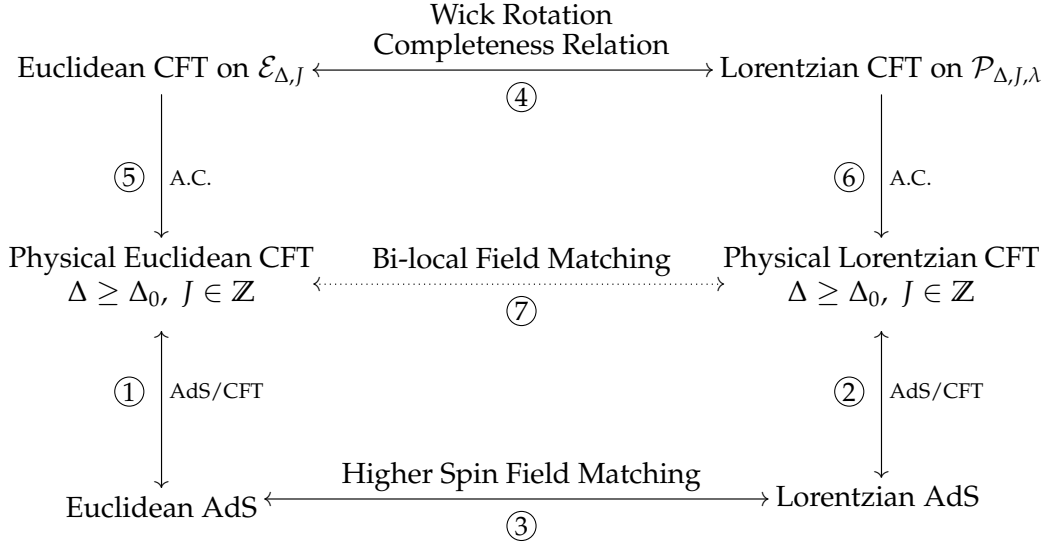 Wick Rotation
Completeness Relation
Euclidean CFT on ℰ_{Δ,J}
Lorentzian CFT on 𝒫_{Δ,J,λ}
④
⑤ A.C.
⑥ A.C.
Physical Euclidean CFT
Δ ≥ Δ₀, J ∈ ℤ
Bi-local Field Matching
⑦
Physical Lorentzian CFT
Δ ≥ Δ₀, J ∈ ℤ
① AdS/CFT
② AdS/CFT
Higher Spin Field Matching
Euclidean AdS
Lorentzian AdS
③